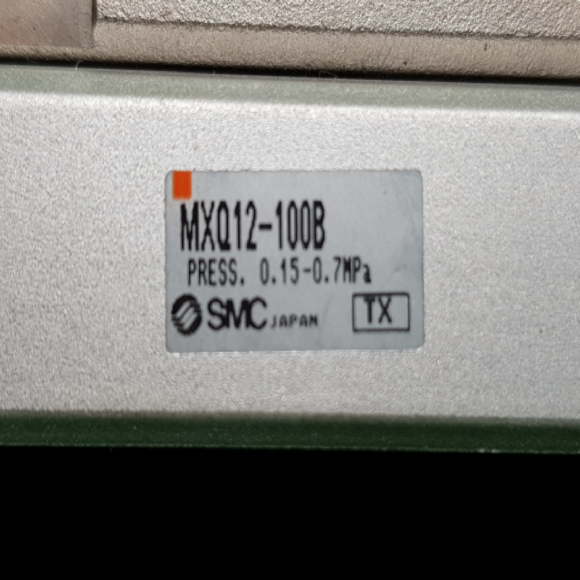 MXQ12-100B
PRESS. 0.15-0.7MPa
SMC JAPAN TX